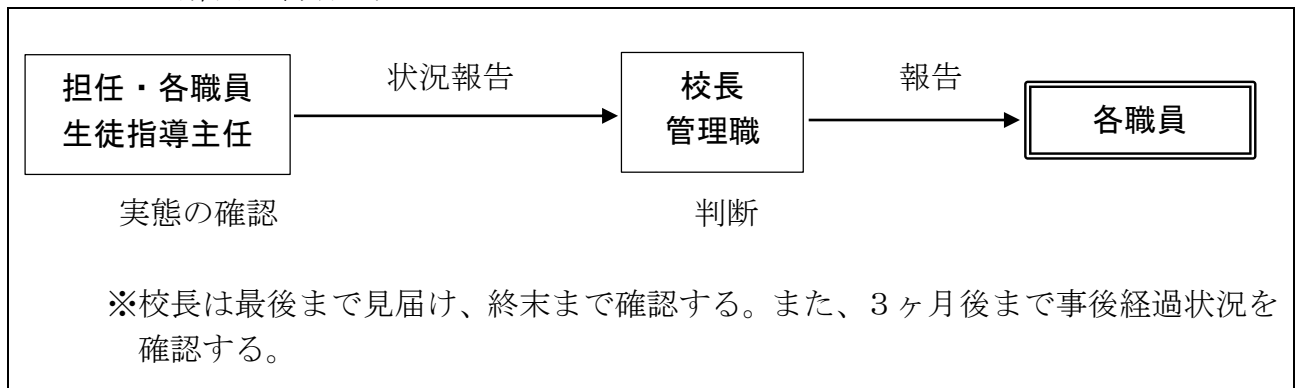 担任・各職員
生徒指導主任
状況報告
校長
管理職
報告
各職員
実態の確認
判断
※校長は最後まで見届け、終末まで確認する。また、３ヶ月後まで事後経過状況を
確認する。